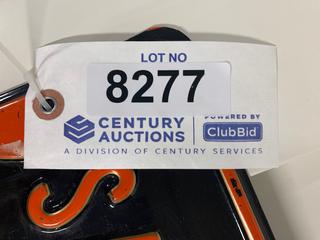 LOT NO
8277
CENTURY
AUCTIONS
POWERED BY
ClubBid
A DIVISION OF CENTURY SERVICES
S